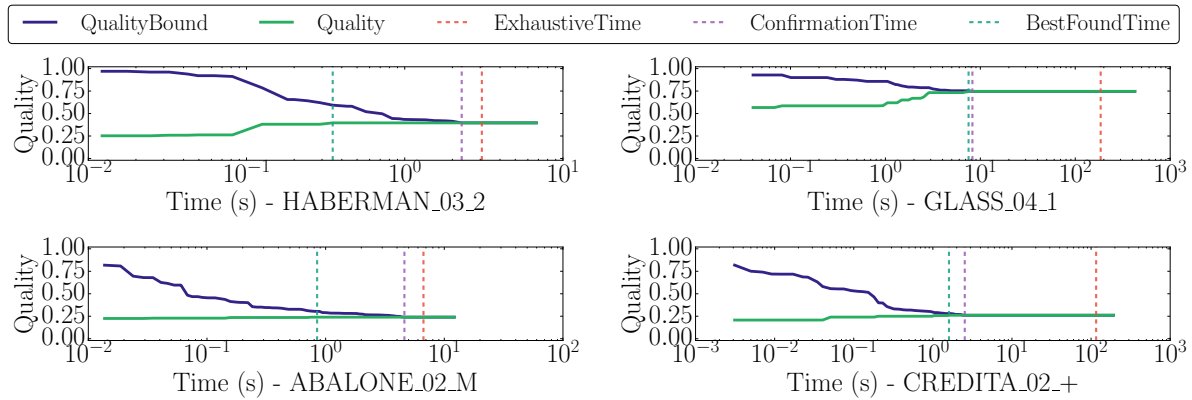 QualityBound Quality ExhaustiveTime ConfirmationTime BestFoundTime
1.00
0.75
0.50
0.25
0.00
Quality
10^-2 10^-1 10^0 10^1
Time (s) - HABERMAN_03_2
1.00
0.75
0.50
0.25
0.00
Quality
10^-2 10^-1 10^0 10^1 10^2 10^3
Time (s) - GLASS_04_1
1.00
0.75
0.50
0.25
0.00
Quality
10^-2 10^-1 10^0 10^1 10^2
Time (s) - ABALONE_02_M
1.00
0.75
0.50
0.25
0.00
Quality
10^-3 10^-2 10^-1 10^0 10^1 10^2 10^3
Time (s) - CREDITA_02_+